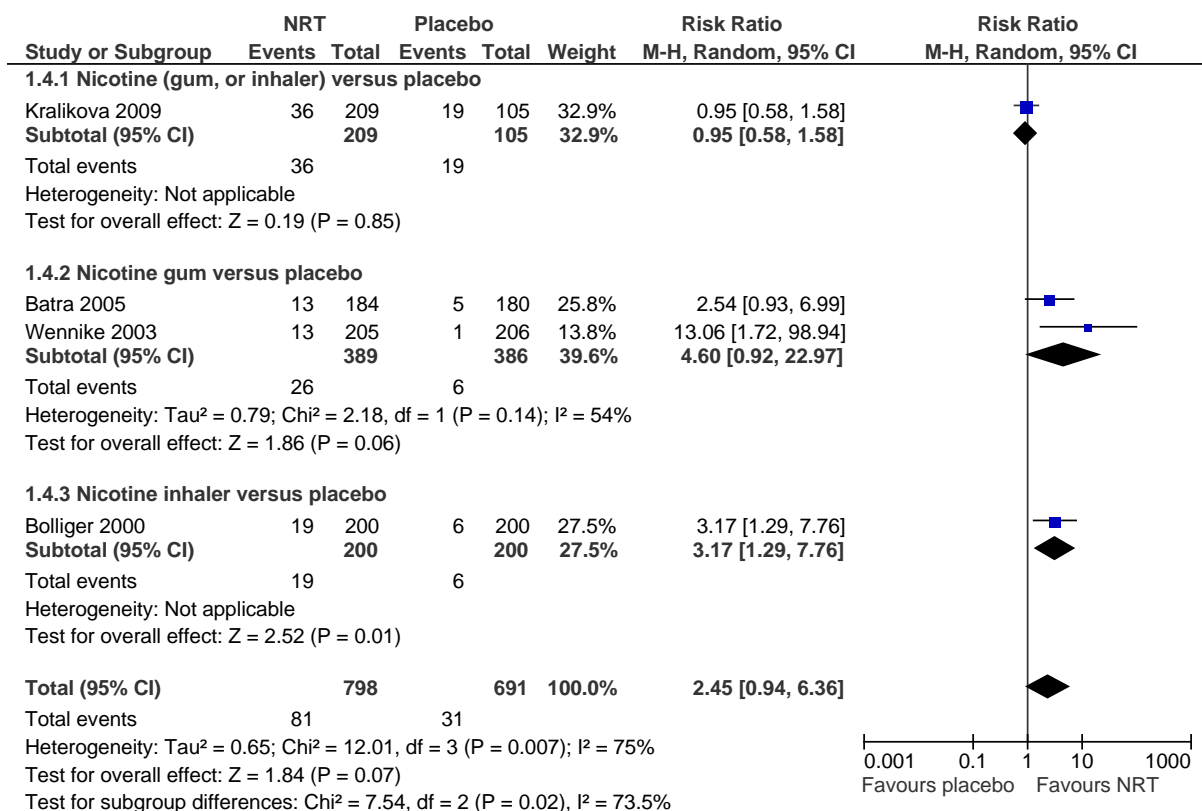 NRT Placebo Risk Ratio Risk Ratio
Study or Subgroup Events Total Events Total Weight M-H, Random, 95% CI M-H, Random, 95% CI
1.4.1 Nicotine (gum, or inhaler) versus placebo
Kralikova 2009 36 209 19 105 32.9% 0.95 [0.58, 1.58]
Subtotal (95% CI) 209 105 32.9% 0.95 [0.58, 1.58]
Total events 36 19
Heterogeneity: Not applicable
Test for overall effect: Z = 0.19 (P = 0.85)
1.4.2 Nicotine gum versus placebo
Batra 2005 13 184 5 180 25.8% 2.54 [0.93, 6.99]
Wennike 2003 13 205 1 206 13.8% 13.06 [1.72, 98.94]
Subtotal (95% CI) 389 386 39.6% 4.60 [0.92, 22.97]
Total events 26 6
Heterogeneity: Tau² = 0.79; Chi² = 2.18, df = 1 (P = 0.14); I² = 54%
Test for overall effect: Z = 1.86 (P = 0.06)
1.4.3 Nicotine inhaler versus placebo
Bolliger 2000 19 200 6 200 27.5% 3.17 [1.29, 7.76]
Subtotal (95% CI) 200 200 27.5% 3.17 [1.29, 7.76]
Total events 19 6
Heterogeneity: Not applicable
Test for overall effect: Z = 2.52 (P = 0.01)
Total (95% CI) 798 691 100.0% 2.45 [0.94, 6.36]
Total events 81 31
Heterogeneity: Tau² = 0.65; Chi² = 12.01, df = 3 (P = 0.007); I² = 75%
Test for overall effect: Z = 1.84 (P = 0.07)
Test for subgroup differences: Chi² = 7.54, df = 2 (P = 0.02), I² = 73.5%
0.001 0.1 1 10 1000
Favours placebo Favours NRT